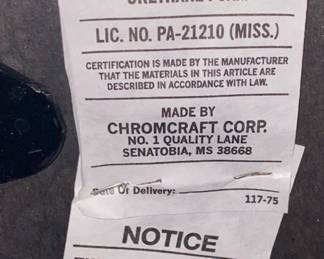 LIC. NO. PA-21210 (MISS.)
CERTIFICATION IS MADE BY THE MANUFACTURER
THAT THE MATERIALS IN THIS ARTICLE ARE
DESCRIBED IN ACCORDANCE WITH LAW.
MADE BY
CHROMCRAFT CORP.
NO. 1 QUALITY LANE
SENATOBIA, MS 38668
Date Of Delivery:
117-75
NOTICE